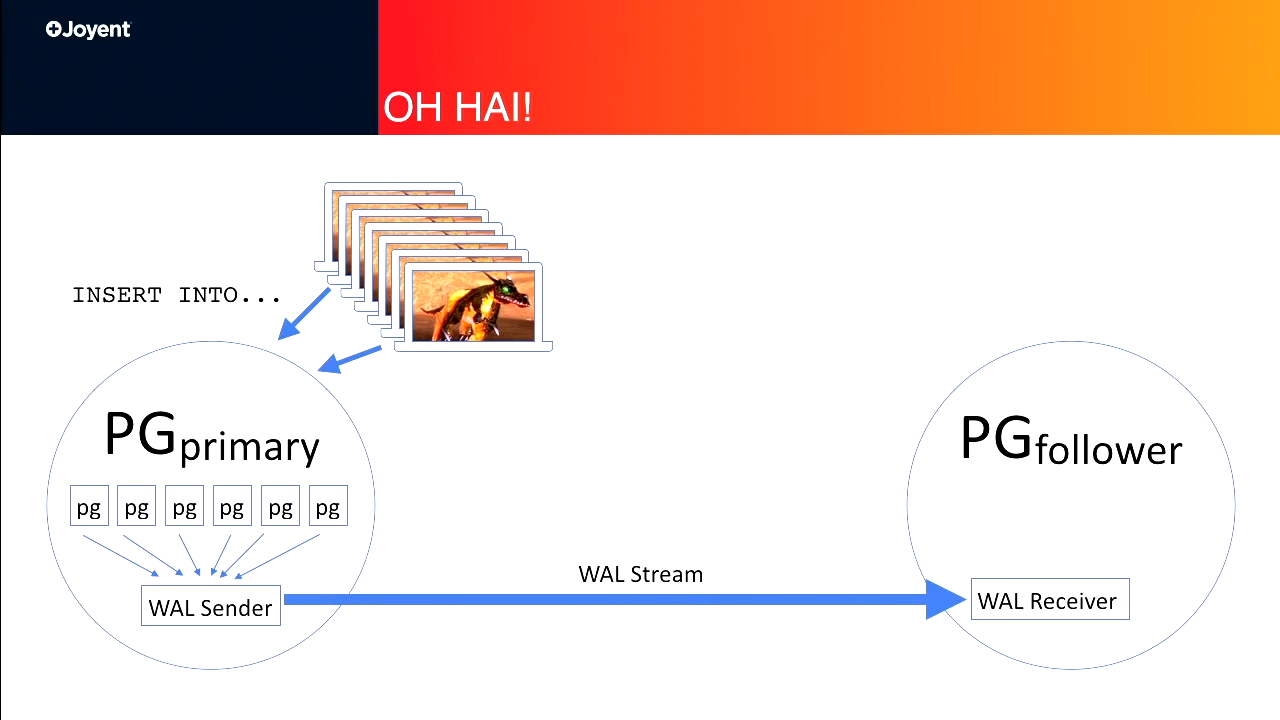 Joyent
OH HAI!
INSERT INTO...
PGprimary
pg pg pg pg pg pg
WAL Sender
WAL Stream
PGfollower
WAL Receiver